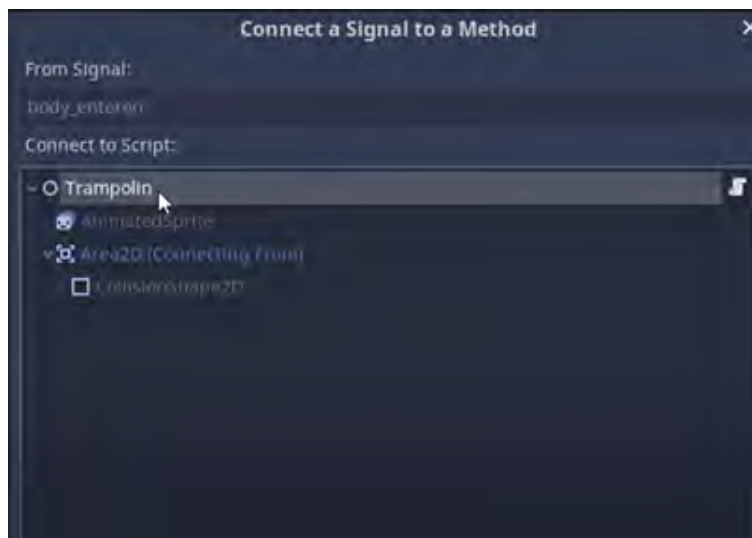 Connect a Signal to a Method
From Signal:
body_entered
Connect to Script:
Trampolin
AnimatedSprite
Area2D (Connecting From)
CollisionShape2D